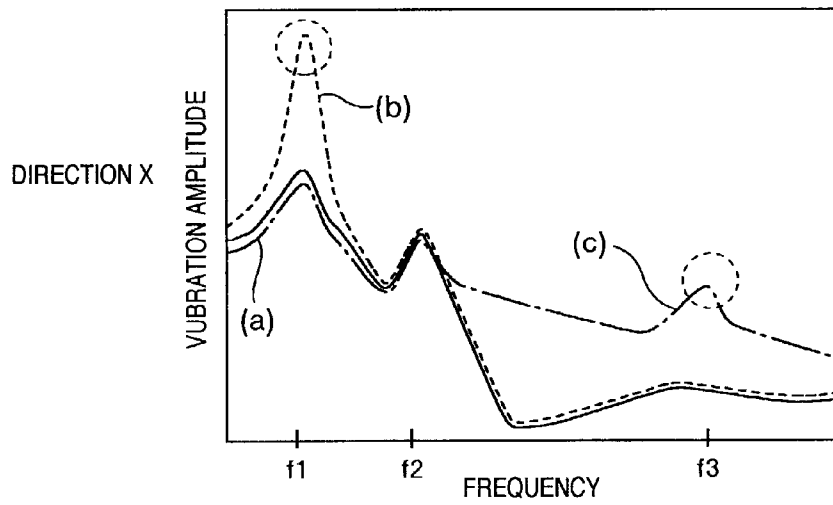 (b)
DIRECTION X
VUBRATION AMPLITUDE
(c)
(a)
f1
f2
f3
FREQUENCY